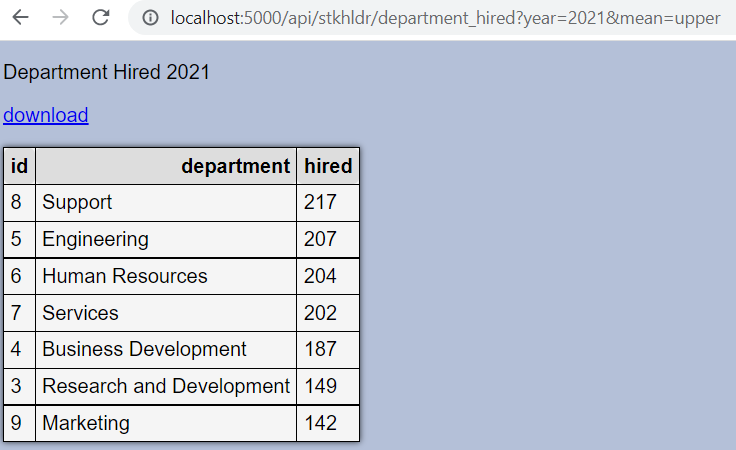 localhost:5000/api/stkhldr/department_hired?year=2021&mean=upper
Department Hired 2021
download
id department hired
8 Support 217
5 Engineering 207
6 Human Resources 204
7 Services 202
4 Business Development 187
3 Research and Development 149
9 Marketing 142